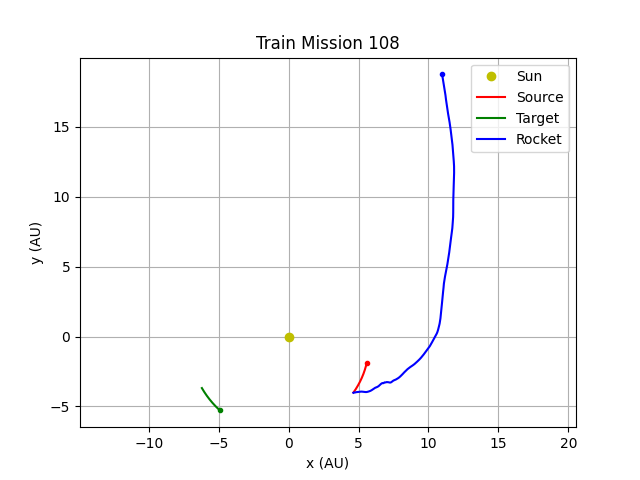 Train Mission 108
Sun
Source
Target
Rocket
y (AU)
15
10
5
0
−5
−10
−5
0
5
10
15
20
x (AU)